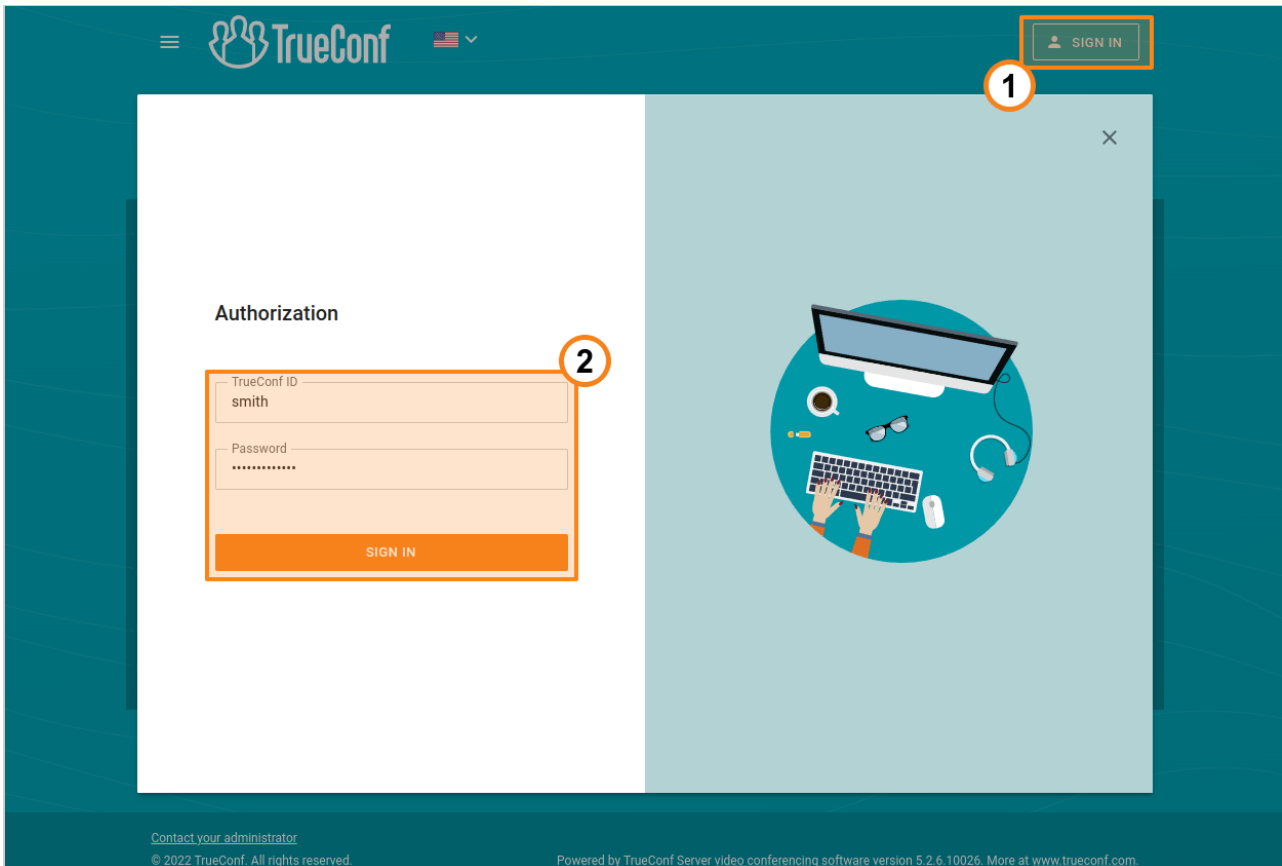 TrueConf
SIGN IN
1
Authorization
2
TrueConf ID
smith
Password
•••••••••••••
SIGN IN
Contact your administrator
© 2022 TrueConf. All rights reserved.
Powered by TrueConf Server video conferencing software version 5.2.6.10026. More at www.trueconf.com.